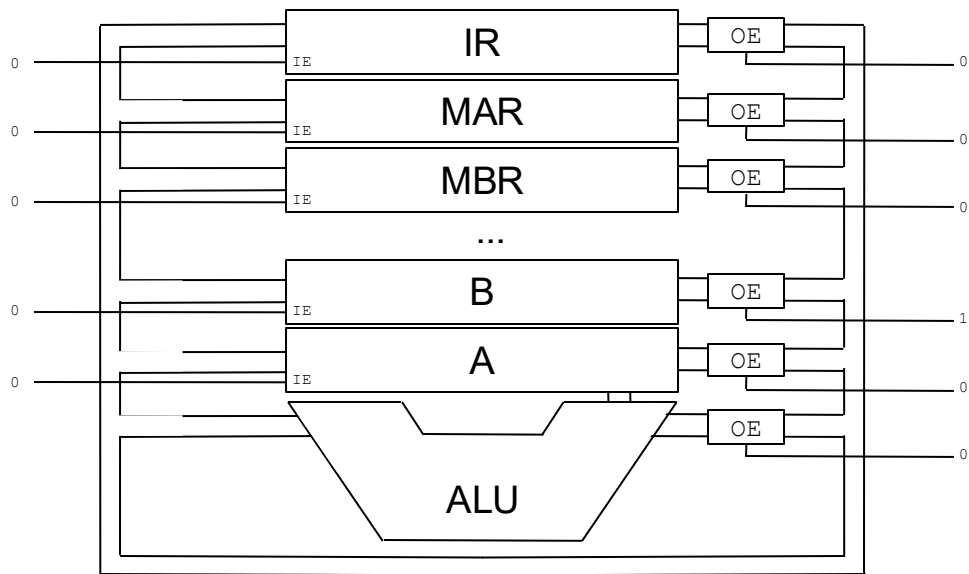 IR OE
0 IE 0
MAR OE
0 IE 0
MBR OE
0 IE 0
...
B OE
0 IE 1
A OE
0 IE 0
OE
0
ALU